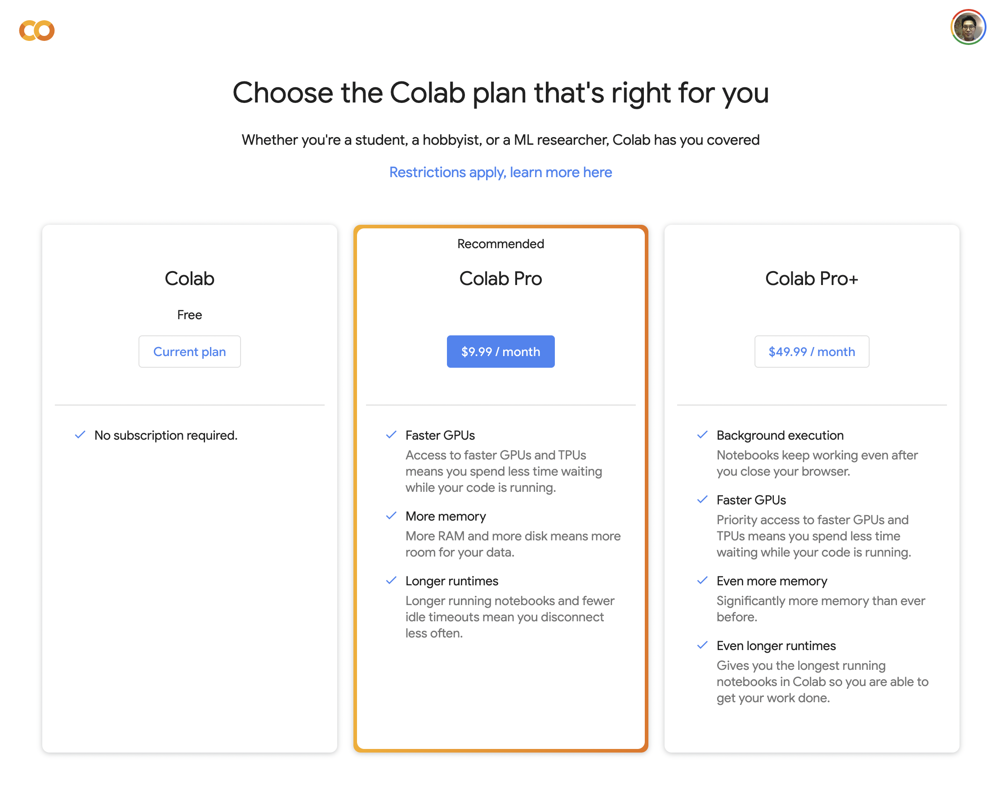 Choose the Colab plan that's right for you
Whether you're a student, a hobbyist, or a ML researcher, Colab has you covered
Restrictions apply, learn more here
Colab
Free
Current plan
No subscription required.
Recommended
Colab Pro
$9.99 / month
Faster GPUs
Access to faster GPUs and TPUs
means you spend less time waiting
while your code is running.
More memory
More RAM and more disk means more
room for your data.
Longer runtimes
Longer running notebooks and fewer
idle timeouts mean you disconnect
less often.
Colab Pro+
$49.99 / month
Background execution
Notebooks keep working even after
you close your browser.
Faster GPUs
Priority access to faster GPUs and
TPUs means you spend less time
waiting while your code is running.
Even more memory
Significantly more memory than ever
before.
Even longer runtimes
Gives you the longest running
notebooks in Colab so you are able to
get your work done.